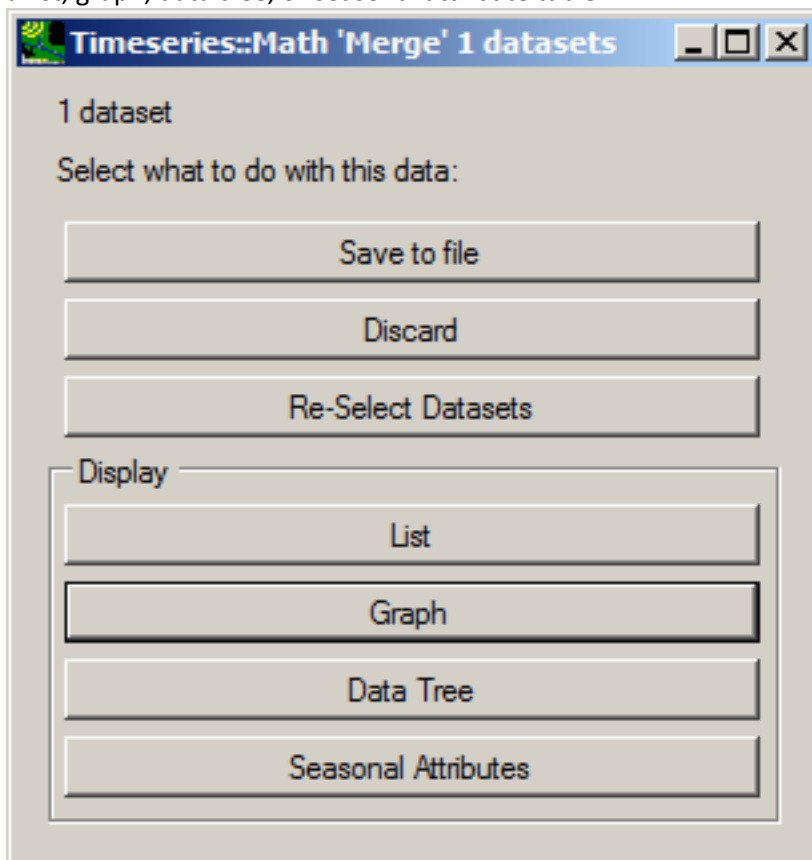 Timeseries::Math 'Merge' 1 datasets
1 dataset
Select what to do with this data:
Save to file
Discard
Re-Select Datasets
Display
List
Graph
Data Tree
Seasonal Attributes